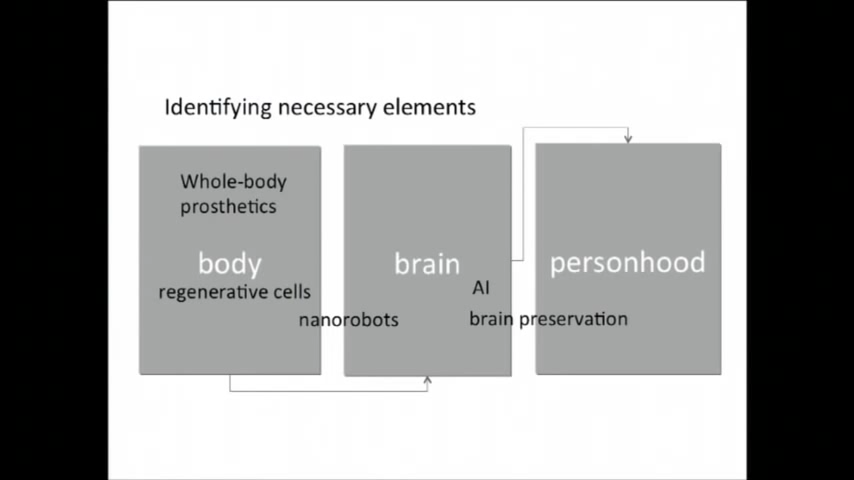 Identifying necessary elements
Whole-body
prosthetics
body
regenerative cells
nanorobots
brain
AI
brain preservation
personhood